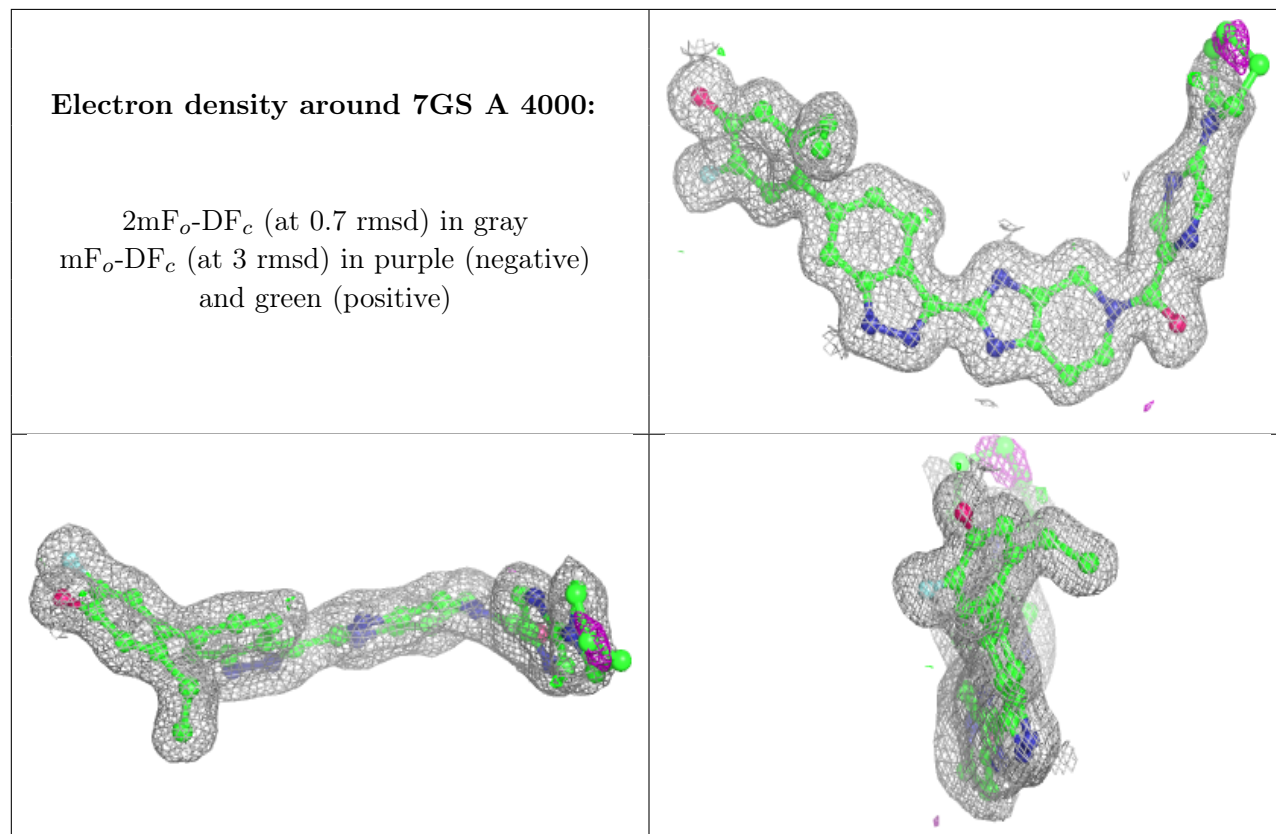 Electron density around 7GS A 4000:
2mFₒ-DF𝒸 (at 0.7 rmsd) in gray
mFₒ-DF𝒸 (at 3 rmsd) in purple (negative)
and green (positive)